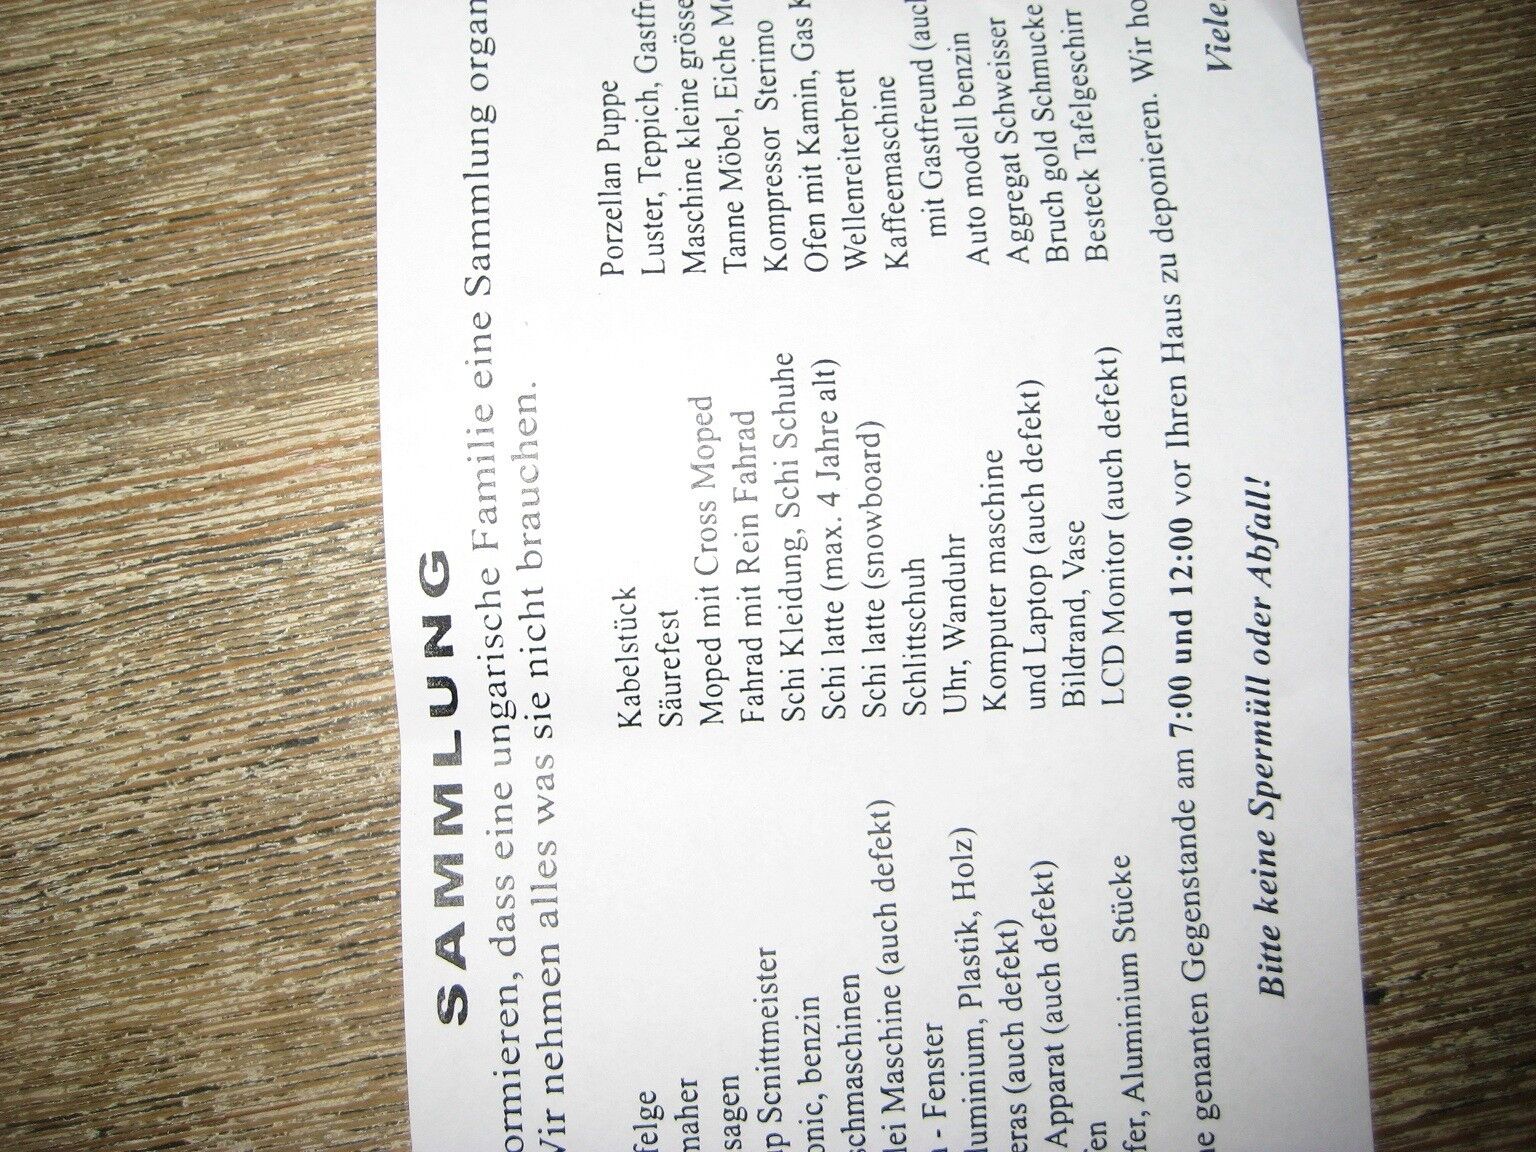 SAMMLUNG
ormieren, dass eine ungarische Familie eine Sammlung organ
Wir nehmen alles was sie nicht brauchen.
felge
maher
sagen
ap Scnittmeister
onic, benzin
schmaschinen
lei Maschine (auch defekt)
- Fenster
luminium, Plastik, Holz)
eras (auch defekt)
Apparat (auch defekt)
en
fer, Aluminium Stücke
Kabelstück
Säurefest
Moped mit Cross Moped
Fahrad mit Rein Fahrad
Schi Kleidung, Schi Schuhe
Schi latte (max. 4 Jahre alt)
Schi latte (snowboard)
Schlittschuh
Uhr, Wanduhr
Komputer maschine
und Laptop (auch defekt)
Bildrand, Vase
LCD Monitor (auch defekt)
Porzellan Puppe
Luster, Teppich, Gastfr
Maschine kleine grösse
Tanne Möbel, Eiche Mö
Kompressor Sterimo
Ofen mit Kamin, Gas K
Wellenreiterbrett
Kaffeemaschine
mit Gastfreund (auch
Auto modell benzin
Aggregat Schweisser
Bruch gold Schmucke
Besteck Tafelgeschirr
e genanten Gegenstande am 7:00 und 12:00 vor Ihren Haus zu deponieren. Wir ho
Viele
Bitte keine Spermüll oder Abfall!